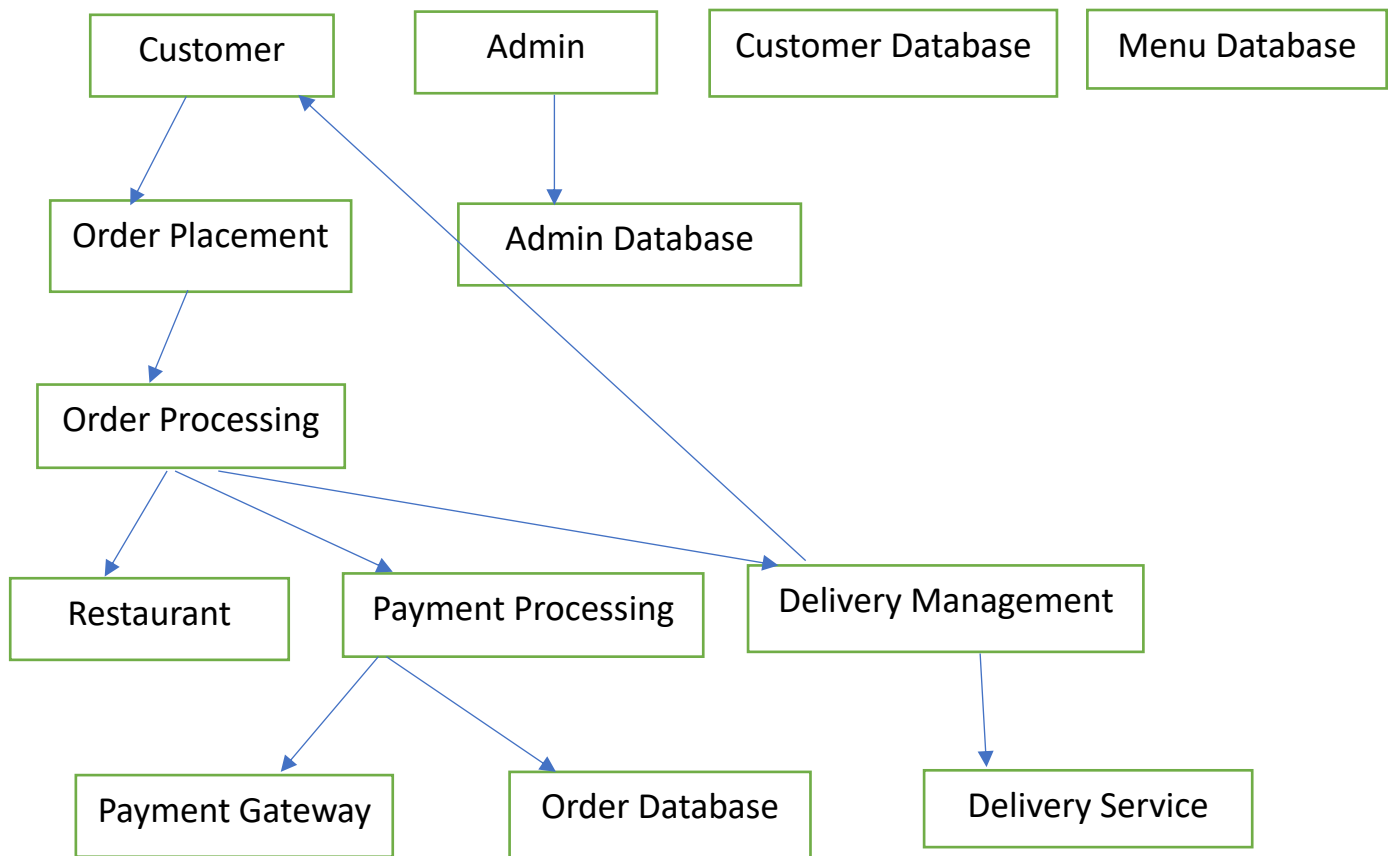 Customer
Admin
Customer Database
Menu Database
Order Placement
Admin Database
Order Processing
Restaurant
Payment Processing
Delivery Management
Payment Gateway
Order Database
Delivery Service